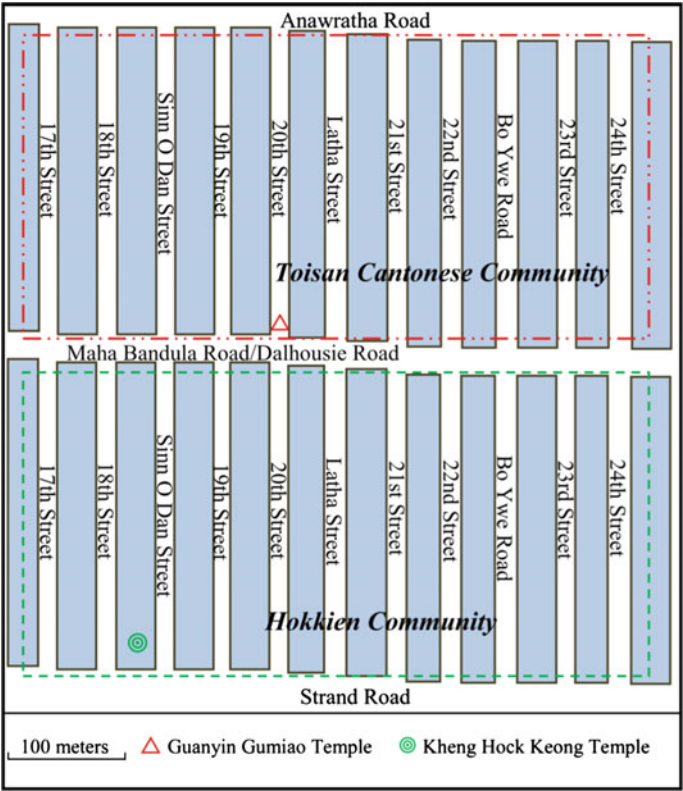 Anawratha Road
17th Street
18th Street
Sinn O Dan Street
19th Street
20th Street
Latha Street
21st Street
22nd Street
Bo Ywe Road
23rd Street
24th Street
Toisan Cantonese Community
Maha Bandula Road/Dalhousie Road
17th Street
18th Street
Sinn O Dan Street
19th Street
20th Street
Latha Street
21st Street
22nd Street
Bo Ywe Road
23rd Street
24th Street
Hokkien Community
Strand Road
100 meters
Guanyin Gumiao Temple
Kheng Hock Keong Temple